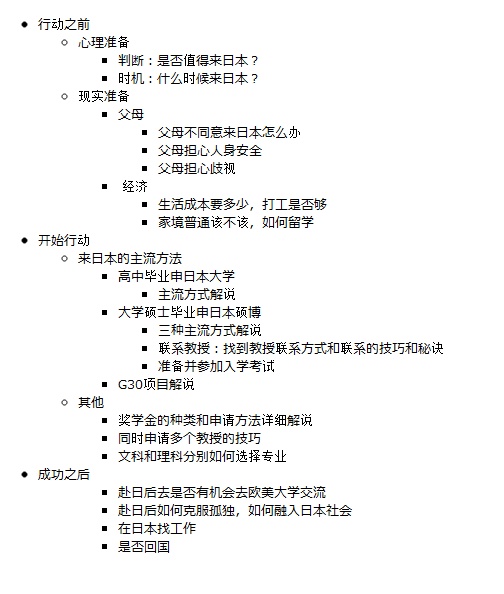 行动之前
心理准备
判断：是否值得来日本？
时机：什么时候来日本？
现实准备
父母
父母不同意来日本怎么办
父母担心人身安全
父母担心歧视
经济
生活成本要多少，打工是否够
家境普通该不该，如何留学
开始行动
来日本的主流方法
高中毕业申日本大学
主流方式解说
大学硕士毕业申日本硕博
三种主流方式解说
联系教授：找到教授联系方式和联系的技巧和秘诀
准备并参加入学考试
G30项目解说
其他
奖学金的种类和申请方法详细解说
同时申请多个教授的技巧
文科和理科分别如何选择专业
成功之后
赴日后去是否有机会去欧美大学交流
赴日后如何克服孤独，如何融入日本社会
在日本找工作
是否回国